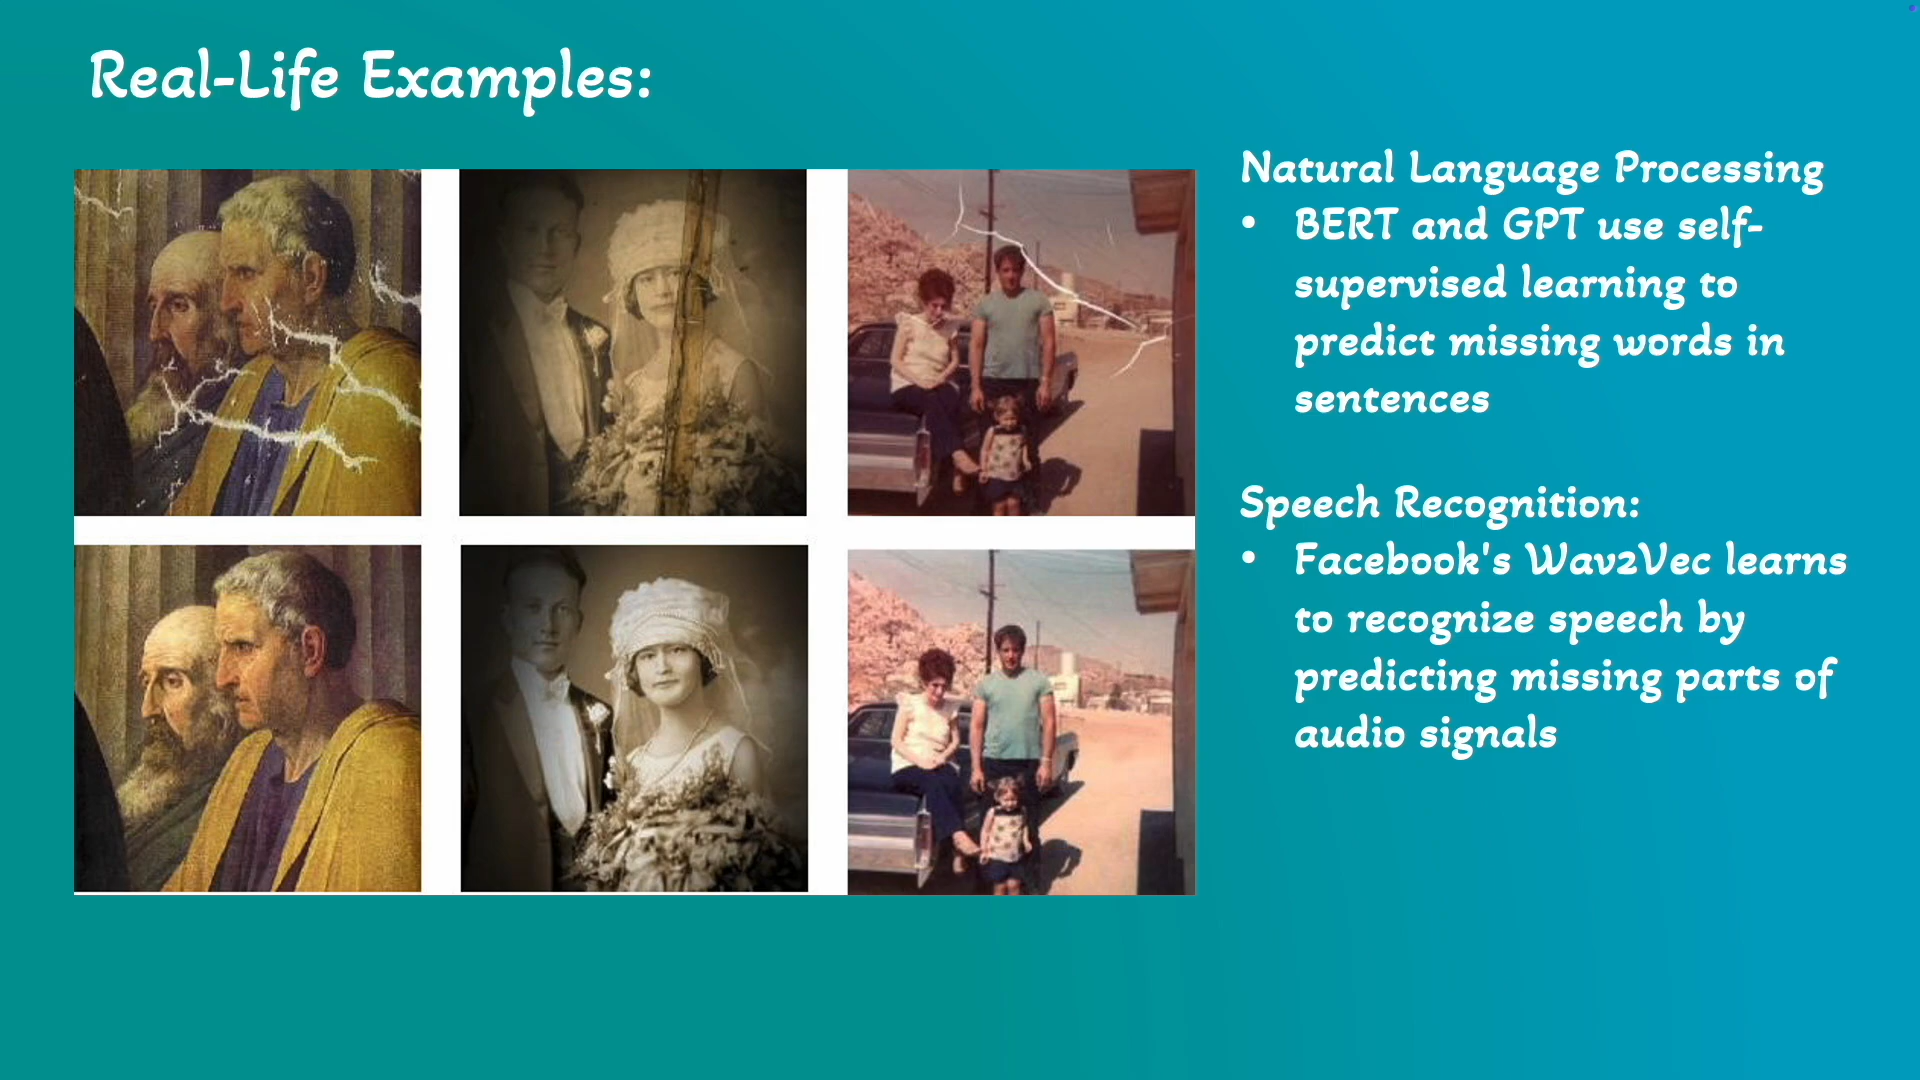 Real-Life Examples:
Natural Language Processing
• BERT and GPT use self-
supervised learning to
predict missing words in
sentences
Speech Recognition:
• Facebook's Wav2Vec learns
to recognize speech by
predicting missing parts of
audio signals